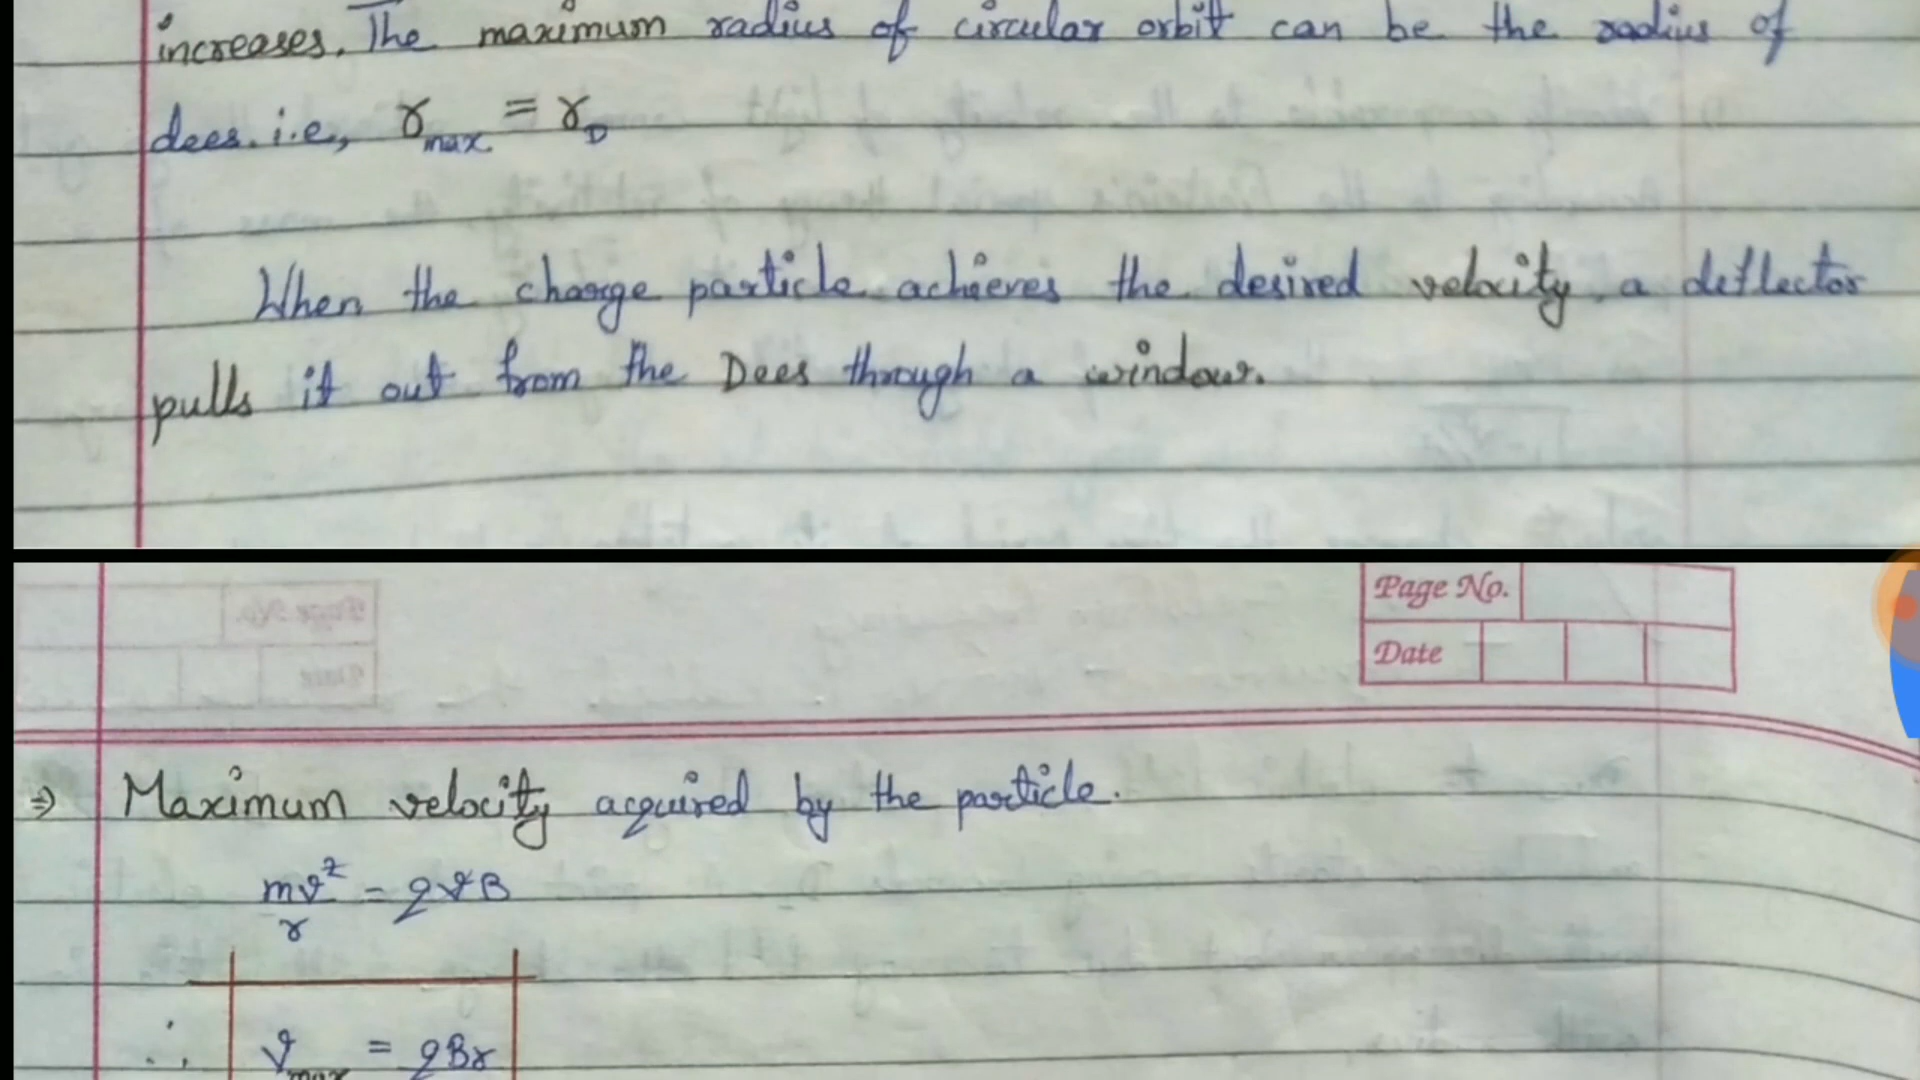 increases. The maximum radius of circular orbit can be the radius of
dees. i.e., r_max = r_D
When the charge particle achieves the desired velocity, a deflector
pulls it out from the Dees through a window.
Page No.
Date
⇒ Maximum velocity acquired by the particle.
mv²/r = qvB
∴ v_max = qBr